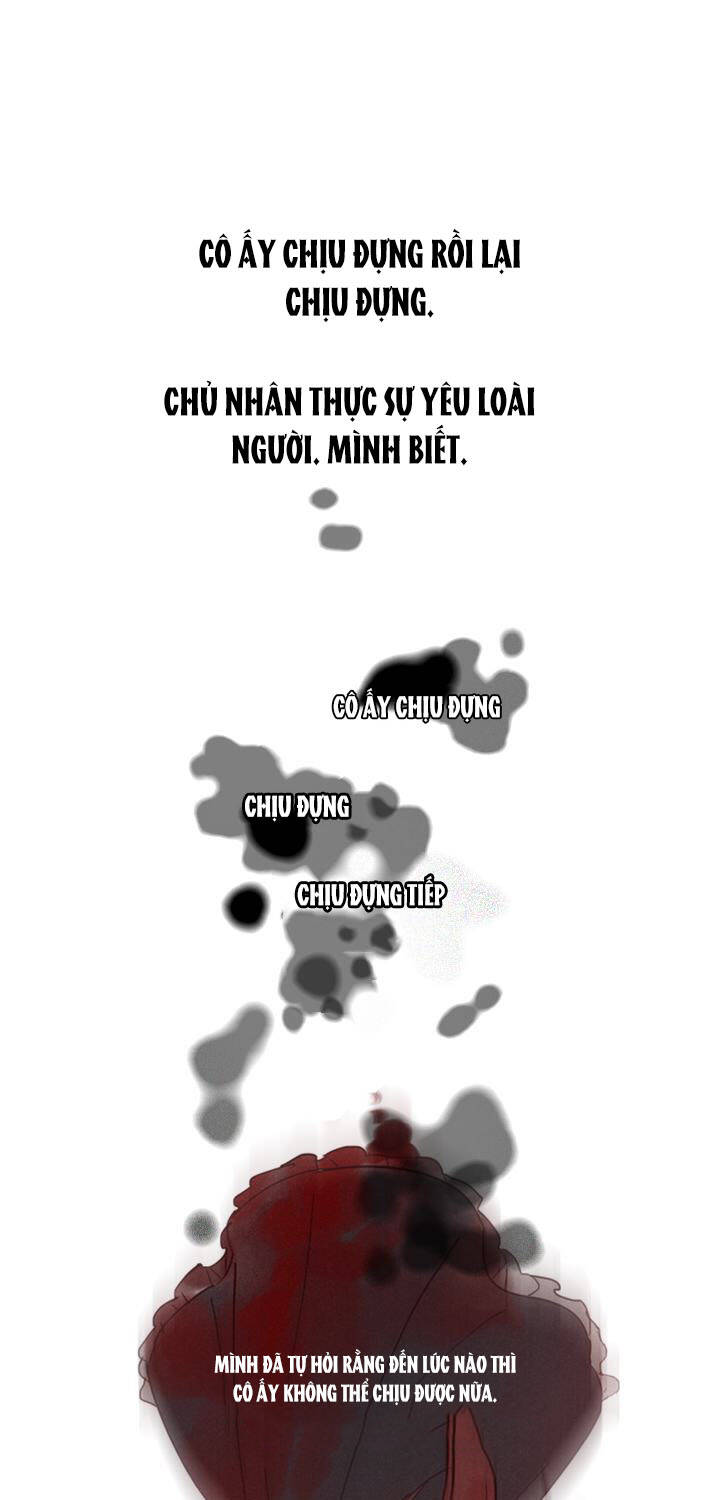 CÔ ẤY CHỊU ĐỰNG RỒI LẠI
CHỊU ĐỰNG.
CHỦ NHÂN THỰC SỰ YÊU LOÀI
NGƯỜI. MÌNH BIẾT.
CÔ ẤY CHỊU ĐỰNG
CHỊU ĐỰNG
CHỊU ĐỰNG TIẾP
MÌNH ĐÃ TỰ HỎI RẰNG ĐẾN LÚC NÀO THÌ
CÔ ẤY KHÔNG THỂ CHỊU ĐƯỢC NỮA.